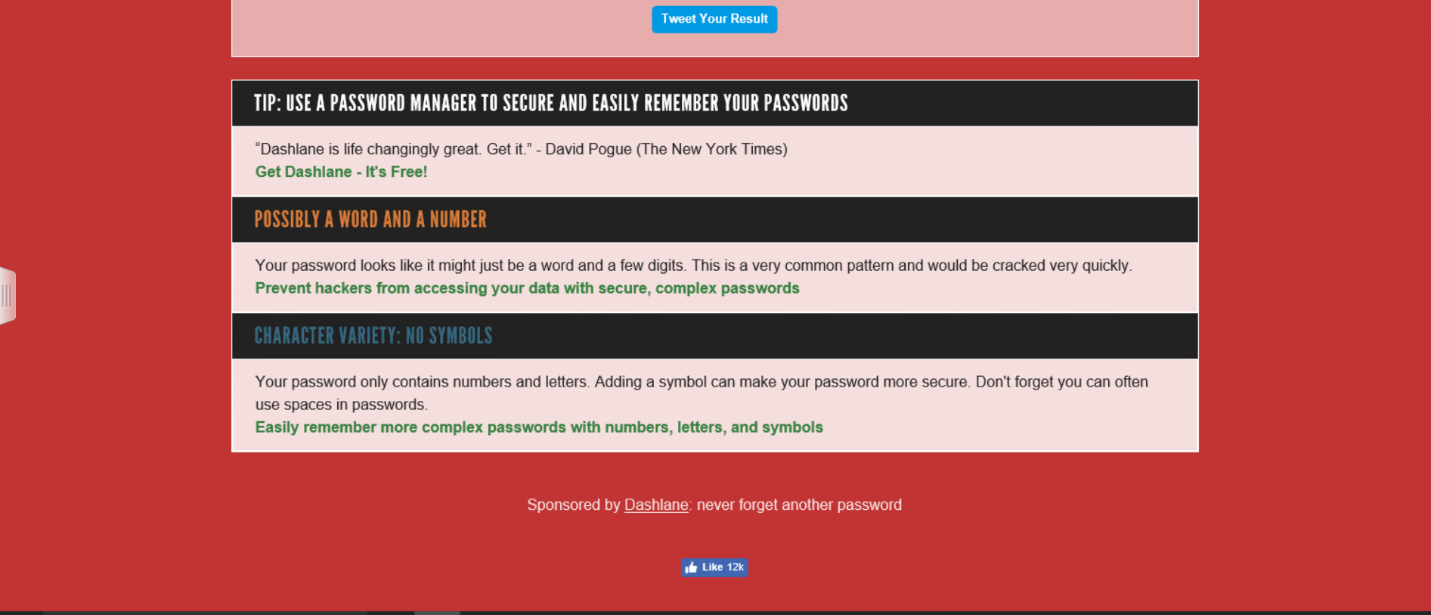 Tweet Your Result
TIP: USE A PASSWORD MANAGER TO SECURE AND EASILY REMEMBER YOUR PASSWORDS
“Dashlane is life changingly great. Get it.” - David Pogue (The New York Times)
Get Dashlane - It's Free!
POSSIBLY A WORD AND A NUMBER
Your password looks like it might just be a word and a few digits. This is a very common pattern and would be cracked very quickly.
Prevent hackers from accessing your data with secure, complex passwords
CHARACTER VARIETY: NO SYMBOLS
Your password only contains numbers and letters. Adding a symbol can make your password more secure. Don't forget you can often
use spaces in passwords.
Easily remember more complex passwords with numbers, letters, and symbols
Sponsored by Dashlane: never forget another password
Like 12k